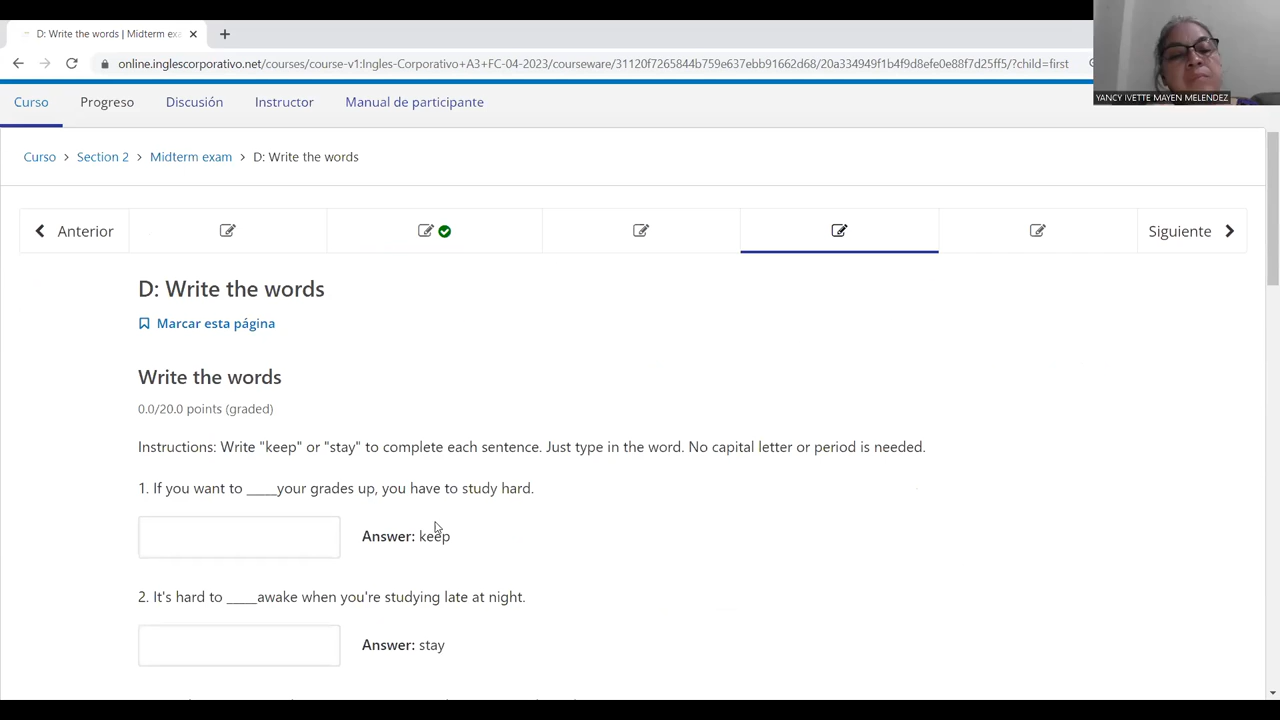 D: Write the words | Midterm exa
online.inglescorporativo.net/courses/course-v1:Ingles-Corporativo+A3+FC-04-2023/courseware/31120f7265844b759e637ebb91662d68/20a334949f1b4f9d8efe0e88f7d25ff5/?child=first
YANCY IVETTE MAYEN MELENDEZ
Curso Progreso Discusión Instructor Manual de participante
Curso > Section 2 > Midterm exam > D: Write the words
Anterior Siguiente
D: Write the words
Marcar esta página
Write the words
0.0/20.0 points (graded)
Instructions: Write "keep" or "stay" to complete each sentence. Just type in the word. No capital letter or period is needed.
1. If you want to _____your grades up, you have to study hard.
Answer: keep
2. It's hard to _____awake when you're studying late at night.
Answer: stay